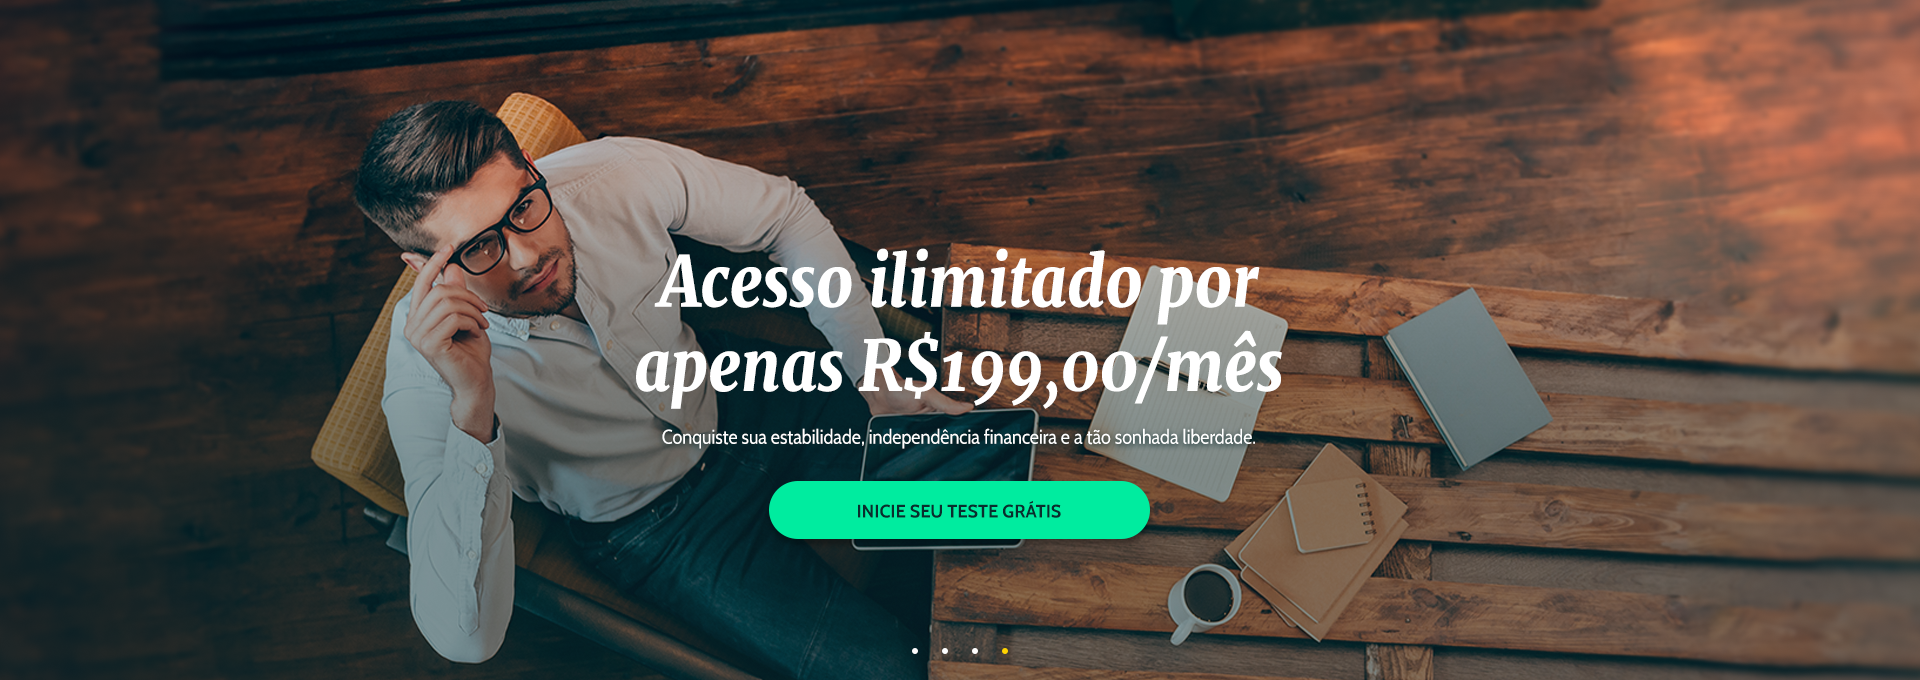 Acesso ilimitado por
apenas R$199,00/mês
Conquiste sua estabilidade, independência financeira e a tão sonhada liberdade.
INICIE SEU TESTE GRÁTIS